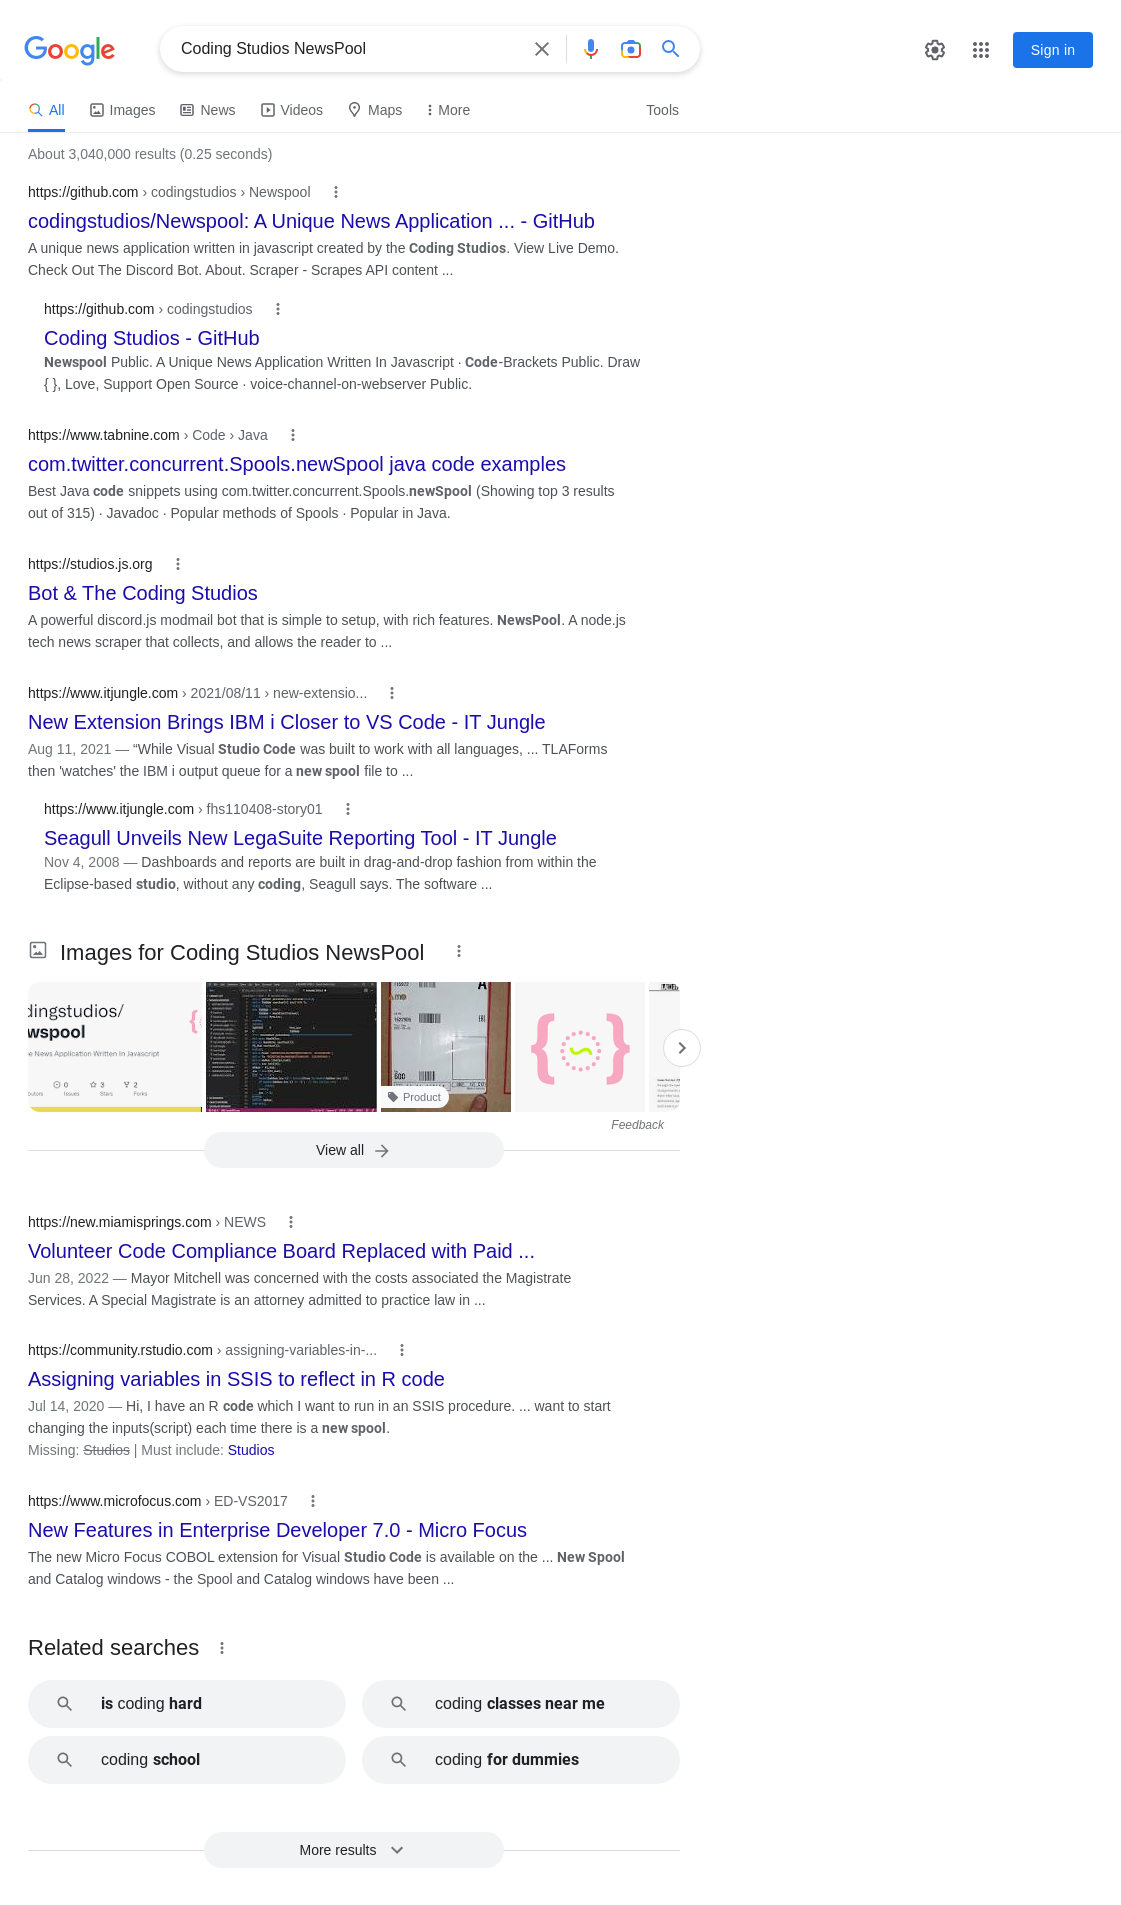 Google
Coding Studios NewsPool
Sign in
All
Images
News
Videos
Maps
More
Tools
About 3,040,000 results (0.25 seconds)
https://github.com › codingstudios › Newspool
codingstudios/Newspool: A Unique News Application ... - GitHub
A unique news application written in javascript created by the Coding Studios. View Live Demo.
Check Out The Discord Bot. About. Scraper - Scrapes API content ...
https://github.com › codingstudios
Coding Studios - GitHub
Newspool Public. A Unique News Application Written In Javascript · Code-Brackets Public. Draw
{ }, Love, Support Open Source · voice-channel-on-webserver Public.
https://www.tabnine.com › Code › Java
com.twitter.concurrent.Spools.newSpool java code examples
Best Java code snippets using com.twitter.concurrent.Spools.newSpool (Showing top 3 results
out of 315) · Javadoc · Popular methods of Spools · Popular in Java.
https://studios.js.org
Bot & The Coding Studios
A powerful discord.js modmail bot that is simple to setup, with rich features. NewsPool. A node.js
tech news scraper that collects, and allows the reader to ...
https://www.itjungle.com › 2021/08/11 › new-extensio...
New Extension Brings IBM i Closer to VS Code - IT Jungle
Aug 11, 2021 — “While Visual Studio Code was built to work with all languages, ... TLAForms
then 'watches' the IBM i output queue for a new spool file to ...
https://www.itjungle.com › fhs110408-story01
Seagull Unveils New LegaSuite Reporting Tool - IT Jungle
Nov 4, 2008 — Dashboards and reports are built in drag-and-drop fashion from within the
Eclipse-based studio, without any coding, Seagull says. The software ...
Images for Coding Studios NewsPool
dingstudios/
wspool
e News Application Written In Javascript
0 3 2
butors Issues Stars Forks
Product
Feedback
View all
https://new.miamisprings.com › NEWS
Volunteer Code Compliance Board Replaced with Paid ...
Jun 28, 2022 — Mayor Mitchell was concerned with the costs associated the Magistrate
Services. A Special Magistrate is an attorney admitted to practice law in ...
https://community.rstudio.com › assigning-variables-in-...
Assigning variables in SSIS to reflect in R code
Jul 14, 2020 — Hi, I have an R code which I want to run in an SSIS procedure. ... want to start
changing the inputs(script) each time there is a new spool.
Missing: Studios | Must include: Studios
https://www.microfocus.com › ED-VS2017
New Features in Enterprise Developer 7.0 - Micro Focus
The new Micro Focus COBOL extension for Visual Studio Code is available on the ... New Spool
and Catalog windows - the Spool and Catalog windows have been ...
Related searches
is coding hard
coding classes near me
coding school
coding for dummies
More results